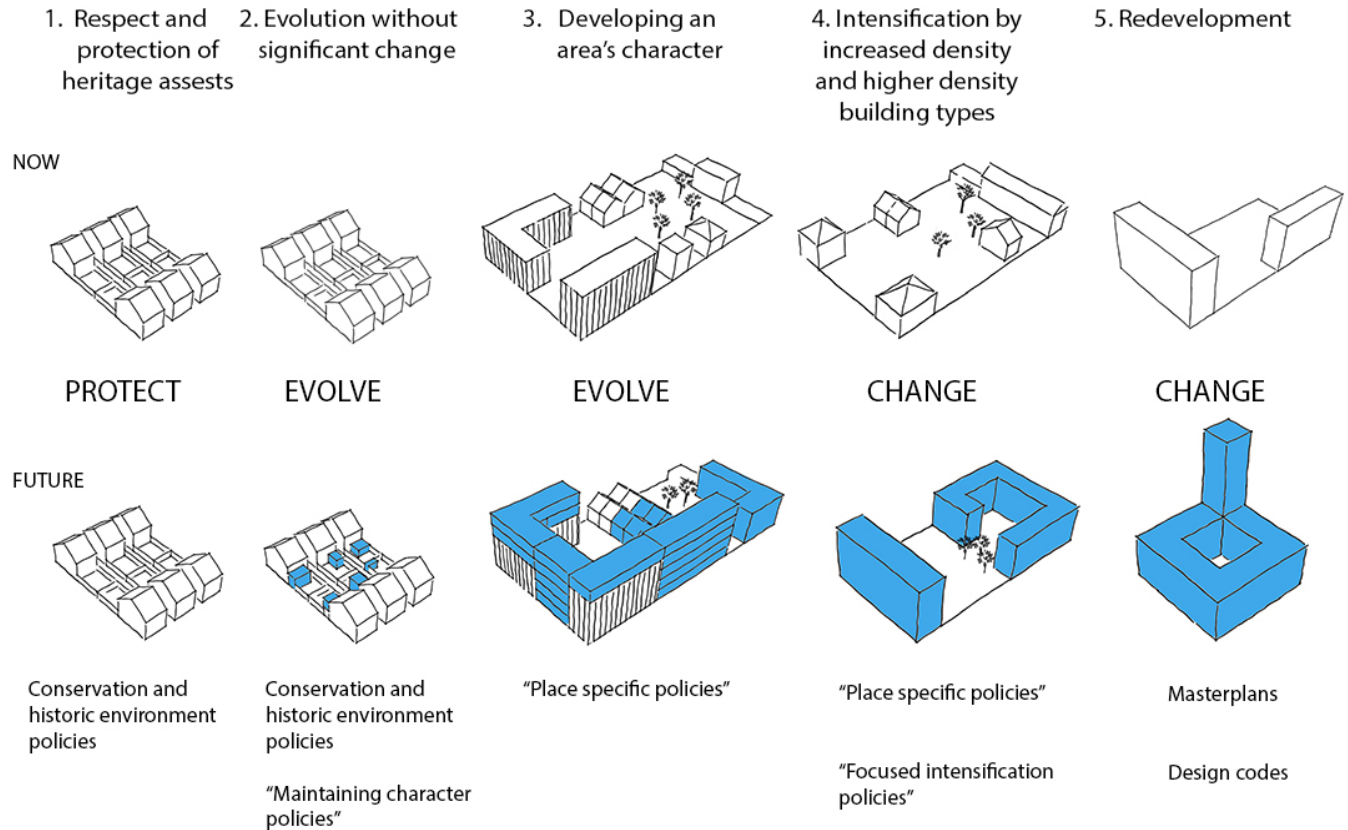 1. Respect and
protection of
heritage assests
2. Evolution without
significant change
3. Developing an
area's character
4. Intensification by
increased density
and higher density
building types
5. Redevelopment
NOW
PROTECT
EVOLVE
EVOLVE
CHANGE
CHANGE
FUTURE
Conservation and
historic environment
policies
Conservation and
historic environment
policies
“Maintaining character
policies”
“Place specific policies”
“Place specific policies”
“Focused intensification
policies”
Masterplans
Design codes